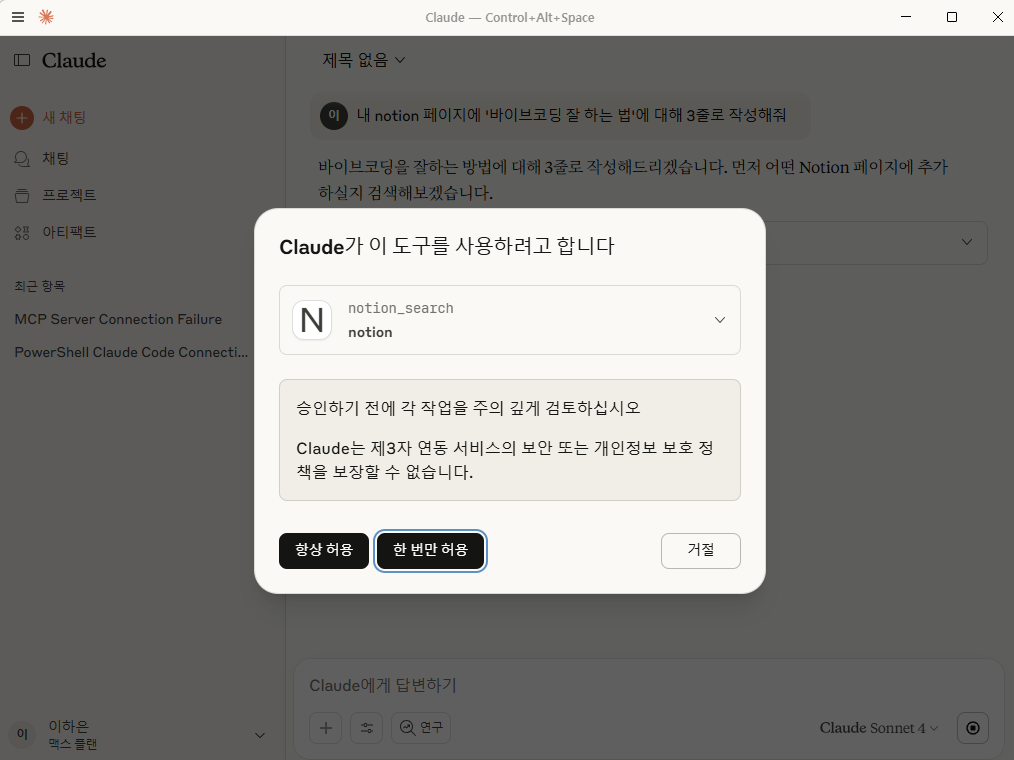 Claude — Control+Alt+Space
Claude
새 채팅
채팅
프로젝트
아티팩트
최근 항목
MCP Server Connection Failure
PowerShell Claude Code Connecti...
이
이하은
맥스 플랜
제목 없음
이
내 notion 페이지에 '바이브코딩 잘 하는 법'에 대해 3줄로 작성해줘
바이브코딩을 잘하는 방법에 대해 3줄로 작성해드리겠습니다. 먼저 어떤 Notion 페이지에 추가
하실지 검색해보겠습니다.
Claude가 이 도구를 사용하려고 합니다
N
notion_search
notion
승인하기 전에 각 작업을 주의 깊게 검토하십시오
Claude는 제3자 연동 서비스의 보안 또는 개인정보 보호 정
책을 보장할 수 없습니다.
항상 허용
한 번만 허용
거절
Claude에게 답변하기
연구
Claude Sonnet 4